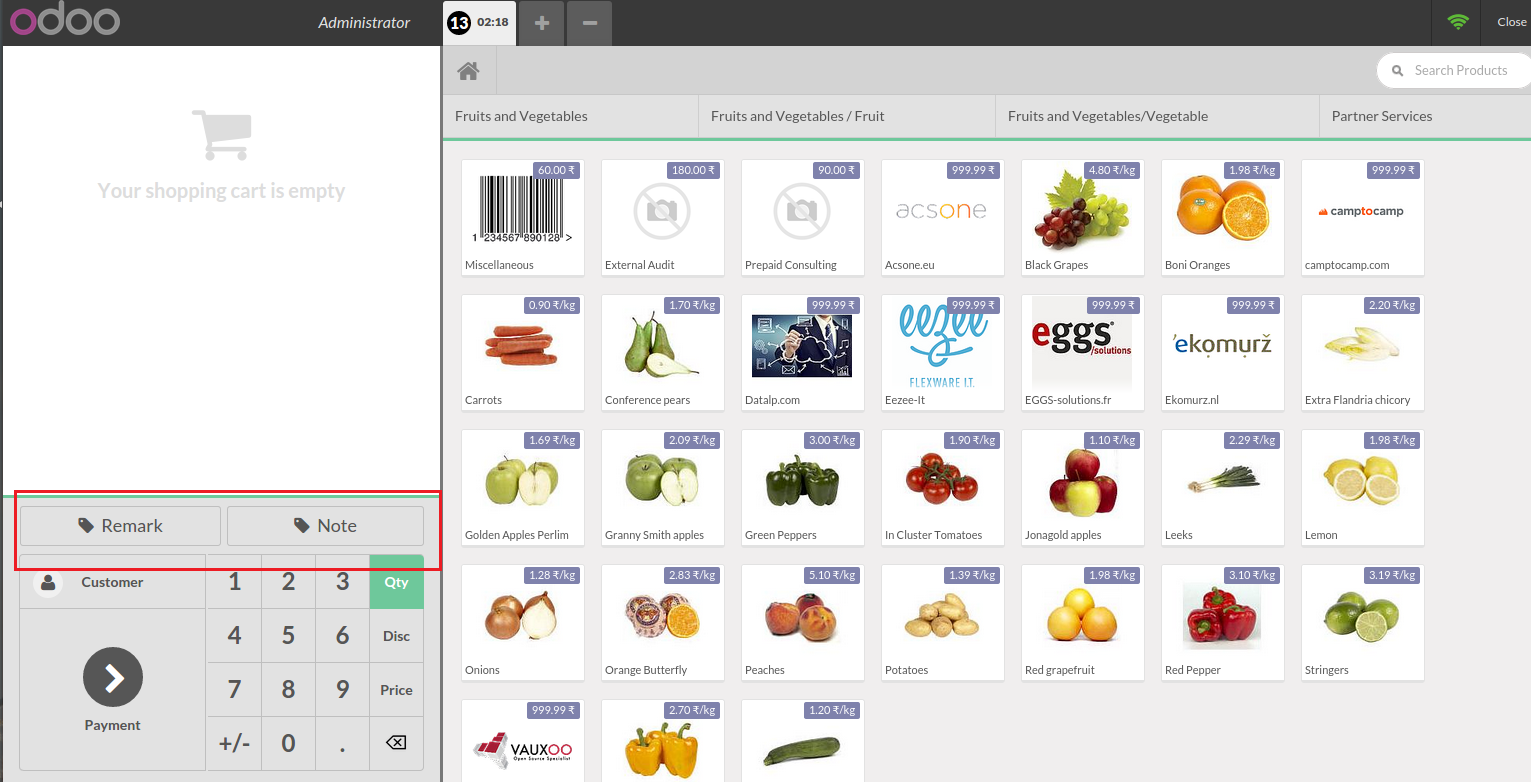 odoo
Administrator
13 02:18
Close
Search Products
Fruits and Vegetables
Fruits and Vegetables / Fruit
Fruits and Vegetables/Vegetable
Partner Services
Your shopping cart is empty
60.00 ₹
1 234567 890128 >
Miscellaneous
180.00 ₹
External Audit
90.00 ₹
Prepaid Consulting
999.99 ₹
acsone
Acsone.eu
4.80 ₹/kg
Black Grapes
1.98 ₹/kg
Boni Oranges
999.99 ₹
camptocamp
camptocamp.com
0.90 ₹/kg
Carrots
1.70 ₹/kg
Conference pears
999.99 ₹
Datalp.com
999.99 ₹
eezee
FLEXWARE I.T.
Eezee-It
999.99 ₹
eggs
/solutions
EGGS-solutions.fr
999.99 ₹
'ekomurž
Ekomurz.nl
2.20 ₹/kg
Extra Flandria chicory
1.69 ₹/kg
Golden Apples Perlim
2.09 ₹/kg
Granny Smith apples
3.00 ₹/kg
Green Peppers
1.90 ₹/kg
In Cluster Tomatoes
1.10 ₹/kg
Jonagold apples
2.29 ₹/kg
Leeks
1.98 ₹/kg
Lemon
1.28 ₹/kg
Onions
2.83 ₹/kg
Orange Butterfly
5.10 ₹/kg
Peaches
1.39 ₹/kg
Potatoes
1.98 ₹/kg
Red grapefruit
3.10 ₹/kg
Red Pepper
3.19 ₹/kg
Stringers
999.99 ₹
VAUXOO
Open Source Specialist
2.70 ₹/kg
1.20 ₹/kg
Remark
Note
Customer
1 2 3 Qty
4 5 6 Disc
7 8 9 Price
+/- 0 .
Payment